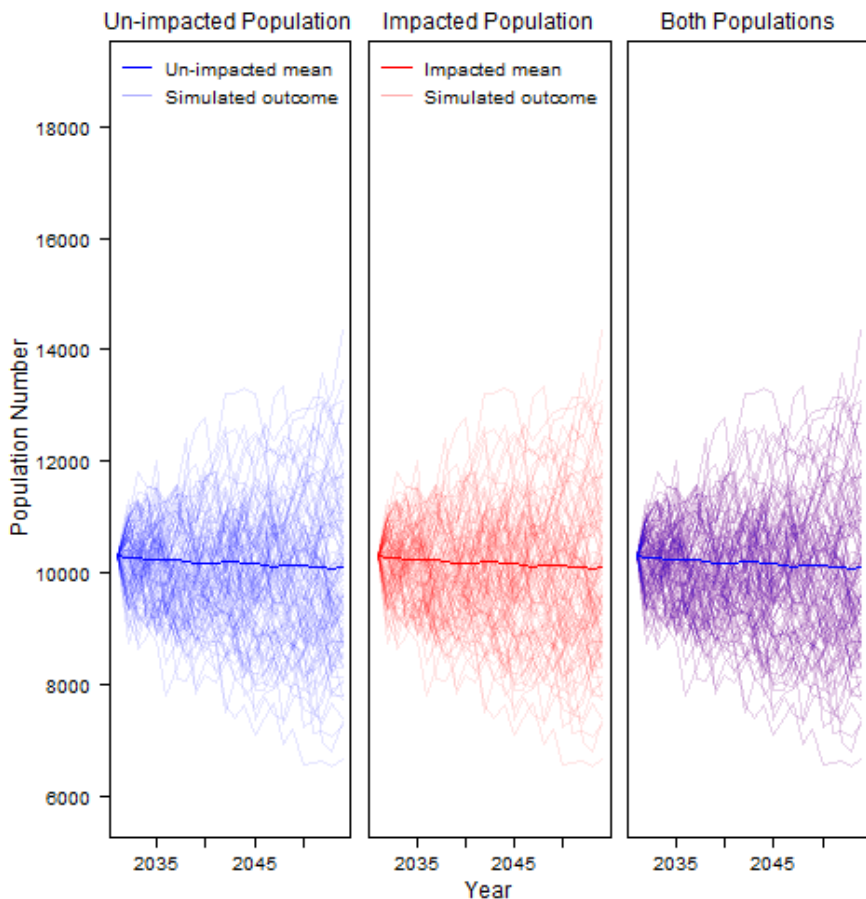 Un-impacted Population
Impacted Population
Both Populations
Un-impacted mean
Simulated outcome
Impacted mean
Simulated outcome
Population Number
18000
16000
14000
12000
10000
8000
6000
2035
2045
2035
2045
2035
2045
Year